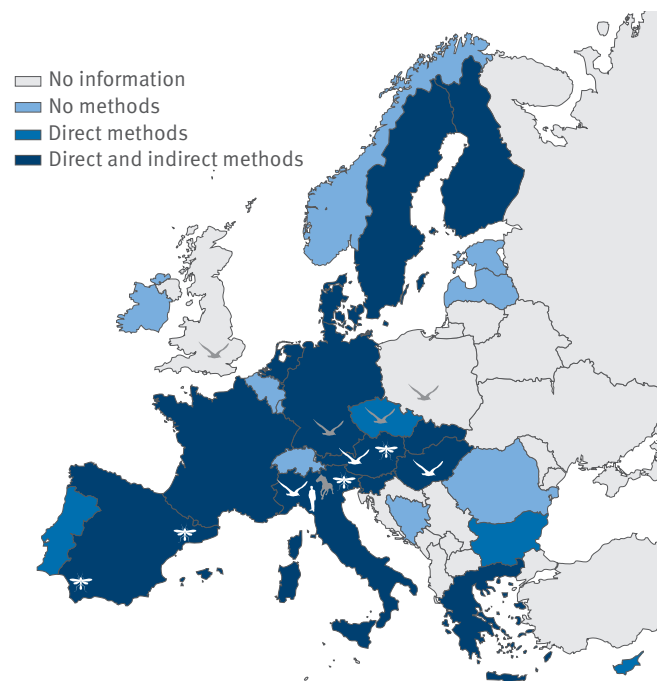 No information
No methods
Direct methods
Direct and indirect methods